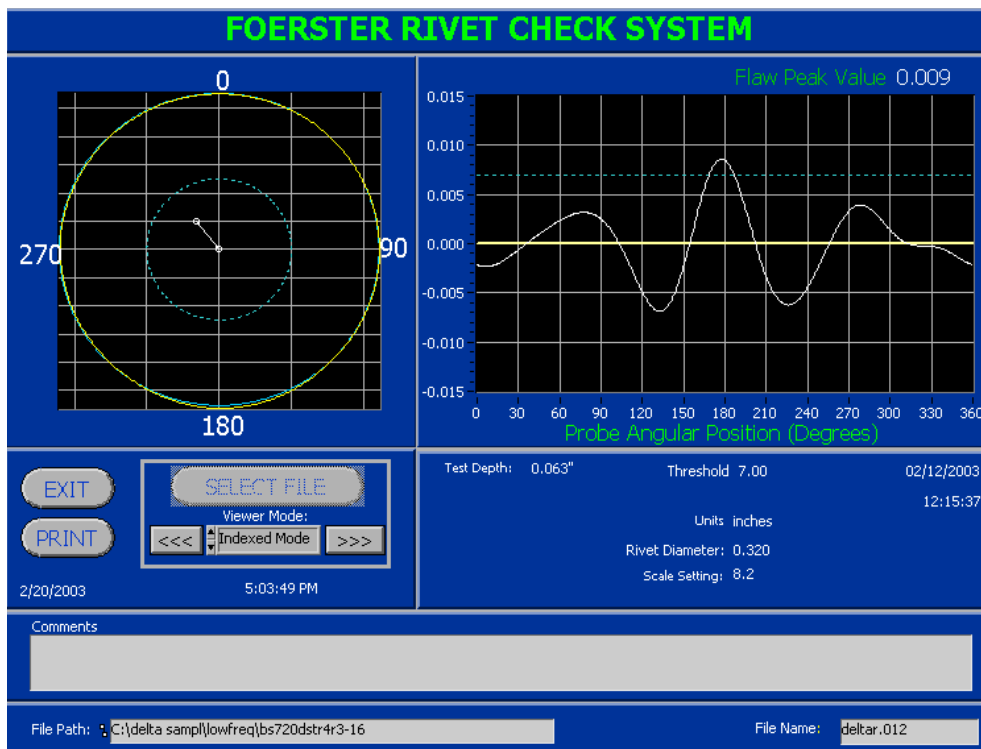 FOERSTER RIVET CHECK SYSTEM
0
270
90
180
Flaw Peak Value 0.009
0.015
0.010
0.005
0.000
-0.005
-0.010
-0.015
0 30 60 90 120 150 180 210 240 270 300 330 360
Probe Angular Position (Degrees)
EXIT
PRINT
SELECT FILE
Viewer Mode:
<<< Indexed Mode >>>
2/20/2003 5:03:49 PM
Test Depth: 0.063" Threshold 7.00 02/12/2003
12:15:37
Units inches
Rivet Diameter: 0.320
Scale Setting: 8.2
Comments
File Path: C:\delta sampl\lowfreq\bs720dstr4r3-16
File Name: deltar.012